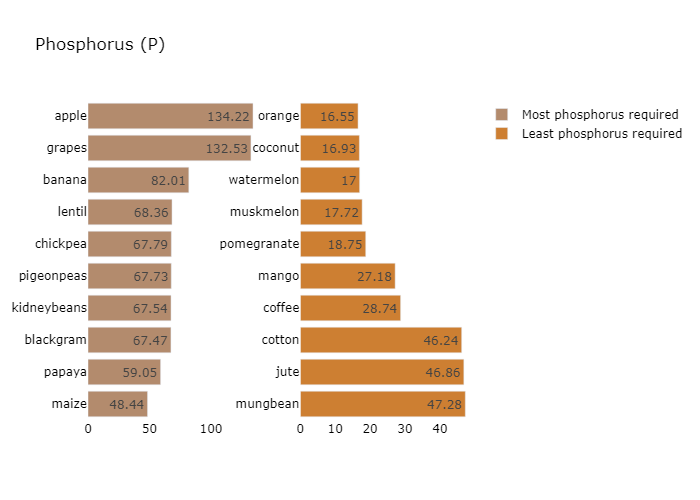 Phosphorus (P)
apple 134.22 orange 16.55 Most phosphorus required
grapes 132.53 coconut 16.93 Least phosphorus required
banana 82.01 watermelon 17
lentil 68.36 muskmelon 17.72
chickpea 67.79 pomegranate 18.75
pigeonpeas 67.73 mango 27.18
kidneybeans 67.54 coffee 28.74
blackgram 67.47 cotton 46.24
papaya 59.05 jute 46.86
maize 48.44 mungbean 47.28
0 50 100 0 10 20 30 40